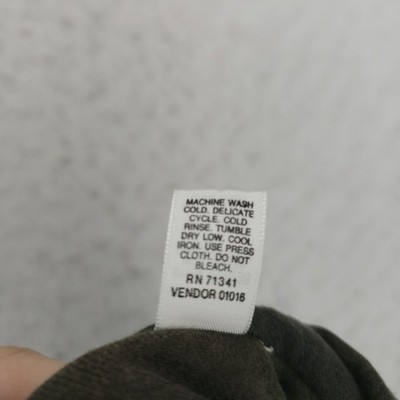 MACHINE WASH
COLD. DELICATE
CYCLE. COLD
RINSE. TUMBLE
DRY LOW. COOL
IRON. USE PRESS
CLOTH. DO NOT
BLEACH.
RN 71341
VENDOR 01016